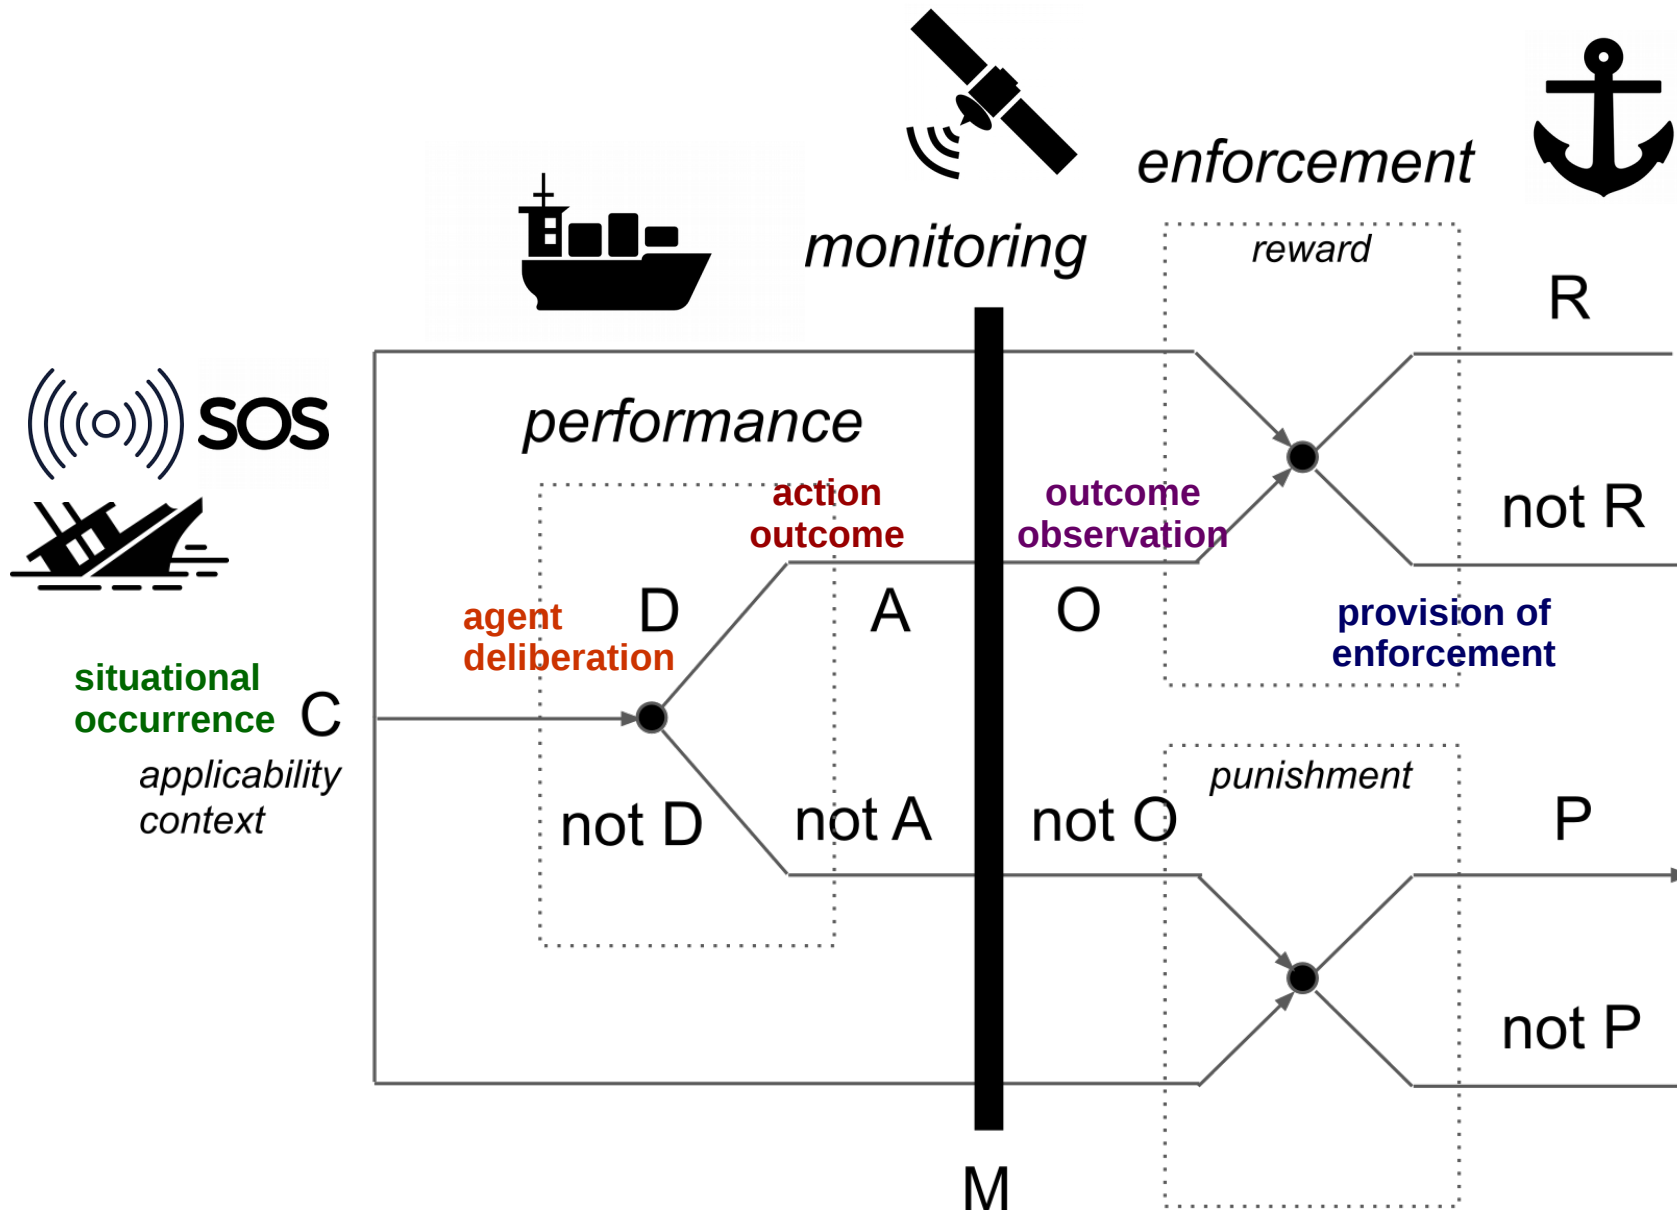 enforcement
monitoring
reward
R
SOS
performance
action
outcome
outcome
observation
not R
D
A
O
agent
deliberation
provision of
enforcement
situational
occurrence
C
applicability
context
not D
not A
not O
punishment
P
not P
M